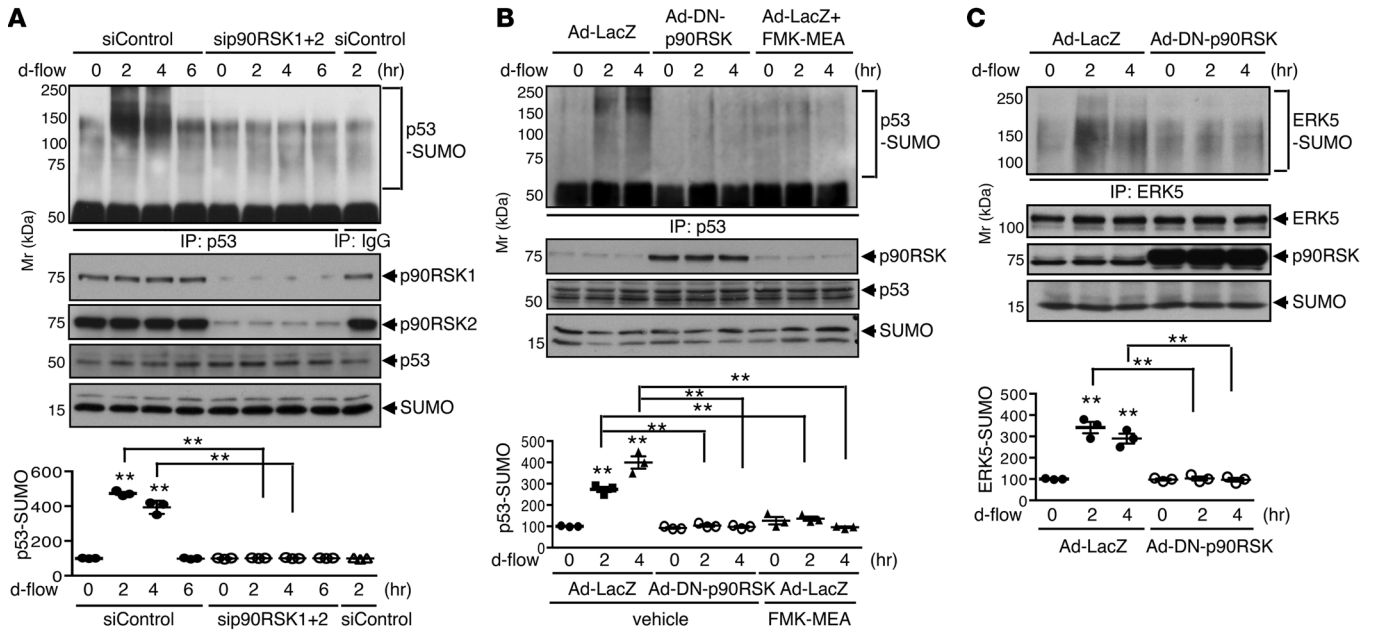 A
siControl sip90RSK1+2 siControl
d-flow 0 2 4 6 0 2 4 6 2 (hr)
250
150
100
75
50
p53
-SUMO
Mr (kDa)
IP: p53 IP: IgG
75 p90RSK1
75 p90RSK2
50 p53
15 SUMO
** **
** **
p53-SUMO
600
400
200
0
d-flow 0 2 4 6 0 2 4 6 2 (hr)
siControl sip90RSK1+2 siControl
B
Ad-LacZ Ad-DN-
p90RSK Ad-LacZ+
FMK-MEA
d-flow 0 2 4 0 2 4 0 2 4 (hr)
250
150
100
75
50
p53
-SUMO
Mr (kDa)
IP: p53
75 p90RSK
50 p53
15 SUMO
**
**
**
**
** **
p53-SUMO
500
400
300
200
100
0
d-flow 0 2 4 0 2 4 0 2 4 (hr)
Ad-LacZ Ad-DN-p90RSK Ad-LacZ
vehicle FMK-MEA
C
Ad-LacZ Ad-DN-p90RSK
d-flow 0 2 4 0 2 4 (hr)
250
150
100
ERK5
-SUMO
Mr (kDa)
IP: ERK5
100 ERK5
75 p90RSK
15 SUMO
**
**
** **
ERK5-SUMO
500
400
300
200
100
0
d-flow 0 2 4 0 2 4 (hr)
Ad-LacZ Ad-DN-p90RSK